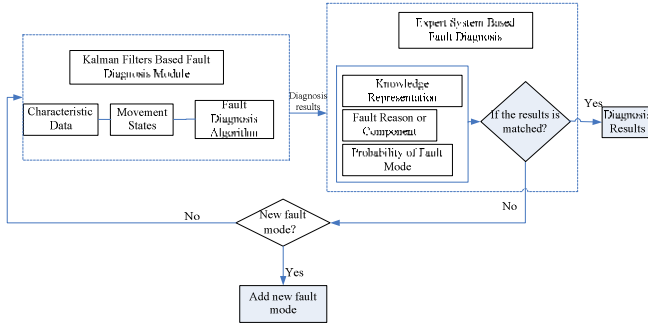 Expert System Based
Fault Diagnosis
Kalman Filters Based Fault
Diagnosis Module
Characteristic
Data
Movement
States
Fault
Diagnosis
Algorithm
Diagnosis
results
Knowledge
Representation
Fault Reason or
Component
Probability of Fault
Mode
If the results is
matched?
Yes
Diagnosis
Results
No
New fault
mode?
No
Yes
Add new fault
mode